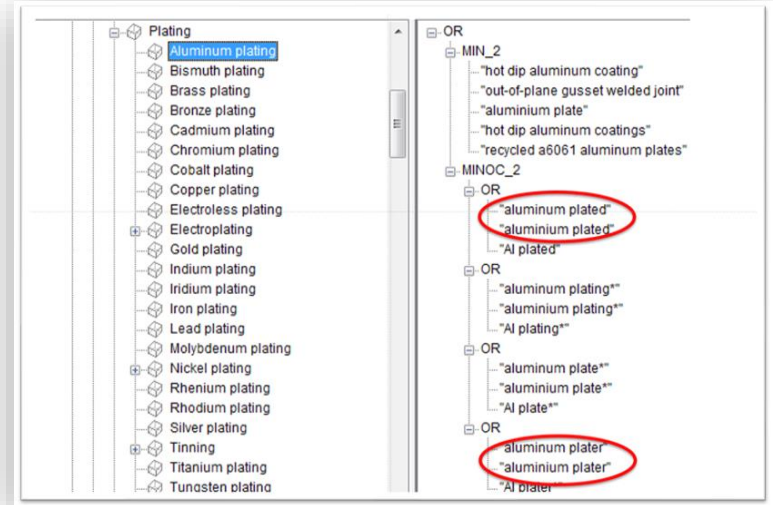 Plating
Aluminum plating
Bismuth plating
Brass plating
Bronze plating
Cadmium plating
Chromium plating
Cobalt plating
Copper plating
Electroless plating
Electroplating
Gold plating
Indium plating
Iridium plating
Iron plating
Lead plating
Molybdenum plating
Nickel plating
Rhenium plating
Rhodium plating
Silver plating
Tinning
Titanium plating
Tungsten plating
OR
MIN_2
"hot dip aluminum coating"
"out-of-plane gusset welded joint"
"aluminium plate"
"hot dip aluminum coatings"
"recycled a6061 aluminum plates"
MINOC_2
OR
"aluminum plated"
"aluminium plated"
"Al plated"
OR
"aluminum plating*"
"aluminium plating*"
"Al plating*"
OR
"aluminum plate*"
"aluminium plate*"
"Al plate*"
OR
"aluminum plater"
"aluminium plater"
"Al plater"